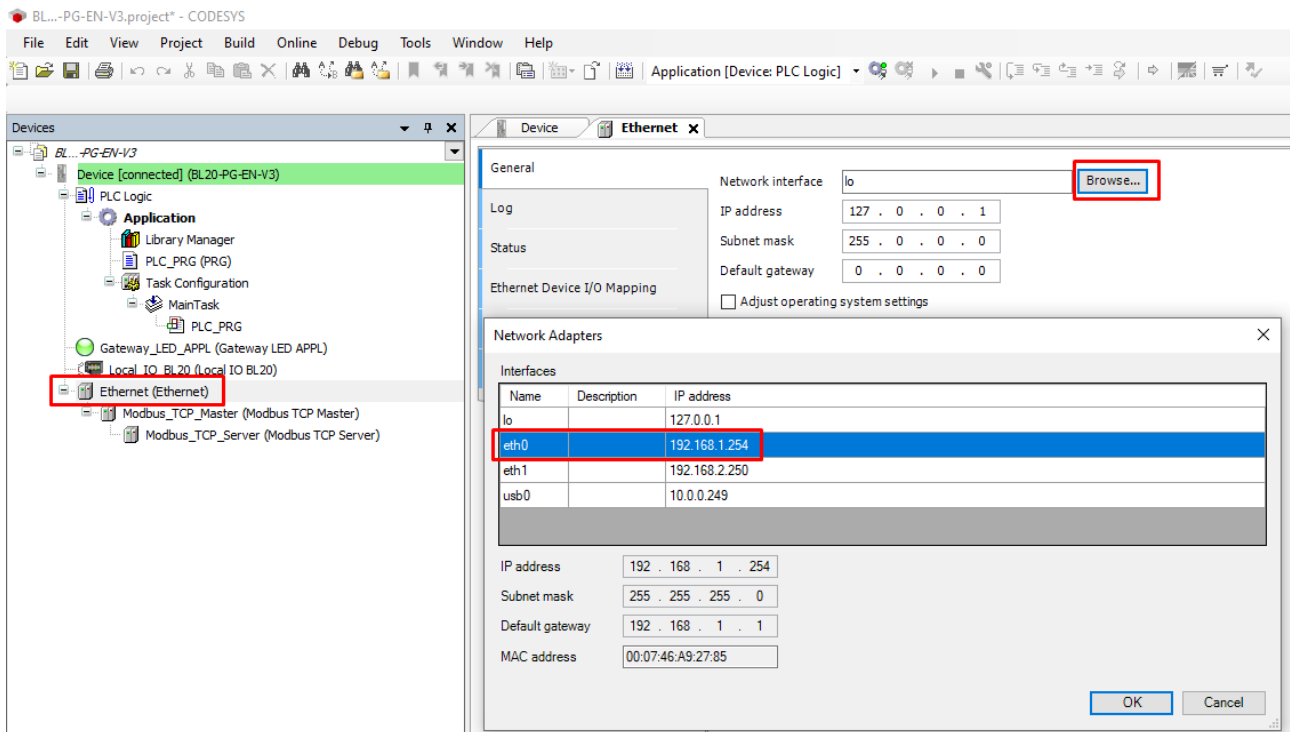 BL...-PG-EN-V3.project* - CODESYS
File Edit View Project Build Online Debug Tools Window Help
Application [Device: PLC Logic]
Devices
BL...-PG-EN-V3
Device [connected] (BL20-PG-EN-V3)
PLC Logic
Application
Library Manager
PLC_PRG (PRG)
Task Configuration
MainTask
PLC_PRG
Gateway_LED_APPL (Gateway LED APPL)
Local_IO_BL20 (Local IO BL20)
Ethernet (Ethernet)
Modbus_TCP_Master (Modbus TCP Master)
Modbus_TCP_Server (Modbus TCP Server)
Device Ethernet
General
Log
Status
Ethernet Device I/O Mapping
Network interface lo Browse...
IP address 127 . 0 . 0 . 1
Subnet mask 255 . 0 . 0 . 0
Default gateway 0 . 0 . 0 . 0
Adjust operating system settings
Network Adapters
Interfaces
Name Description IP address
lo 127.0.0.1
eth0 192.168.1.254
eth1 192.168.2.250
usb0 10.0.0.249
IP address 192 . 168 . 1 . 254
Subnet mask 255 . 255 . 255 . 0
Default gateway 192 . 168 . 1 . 1
MAC address 00:07:46:A9:27:85
OK Cancel